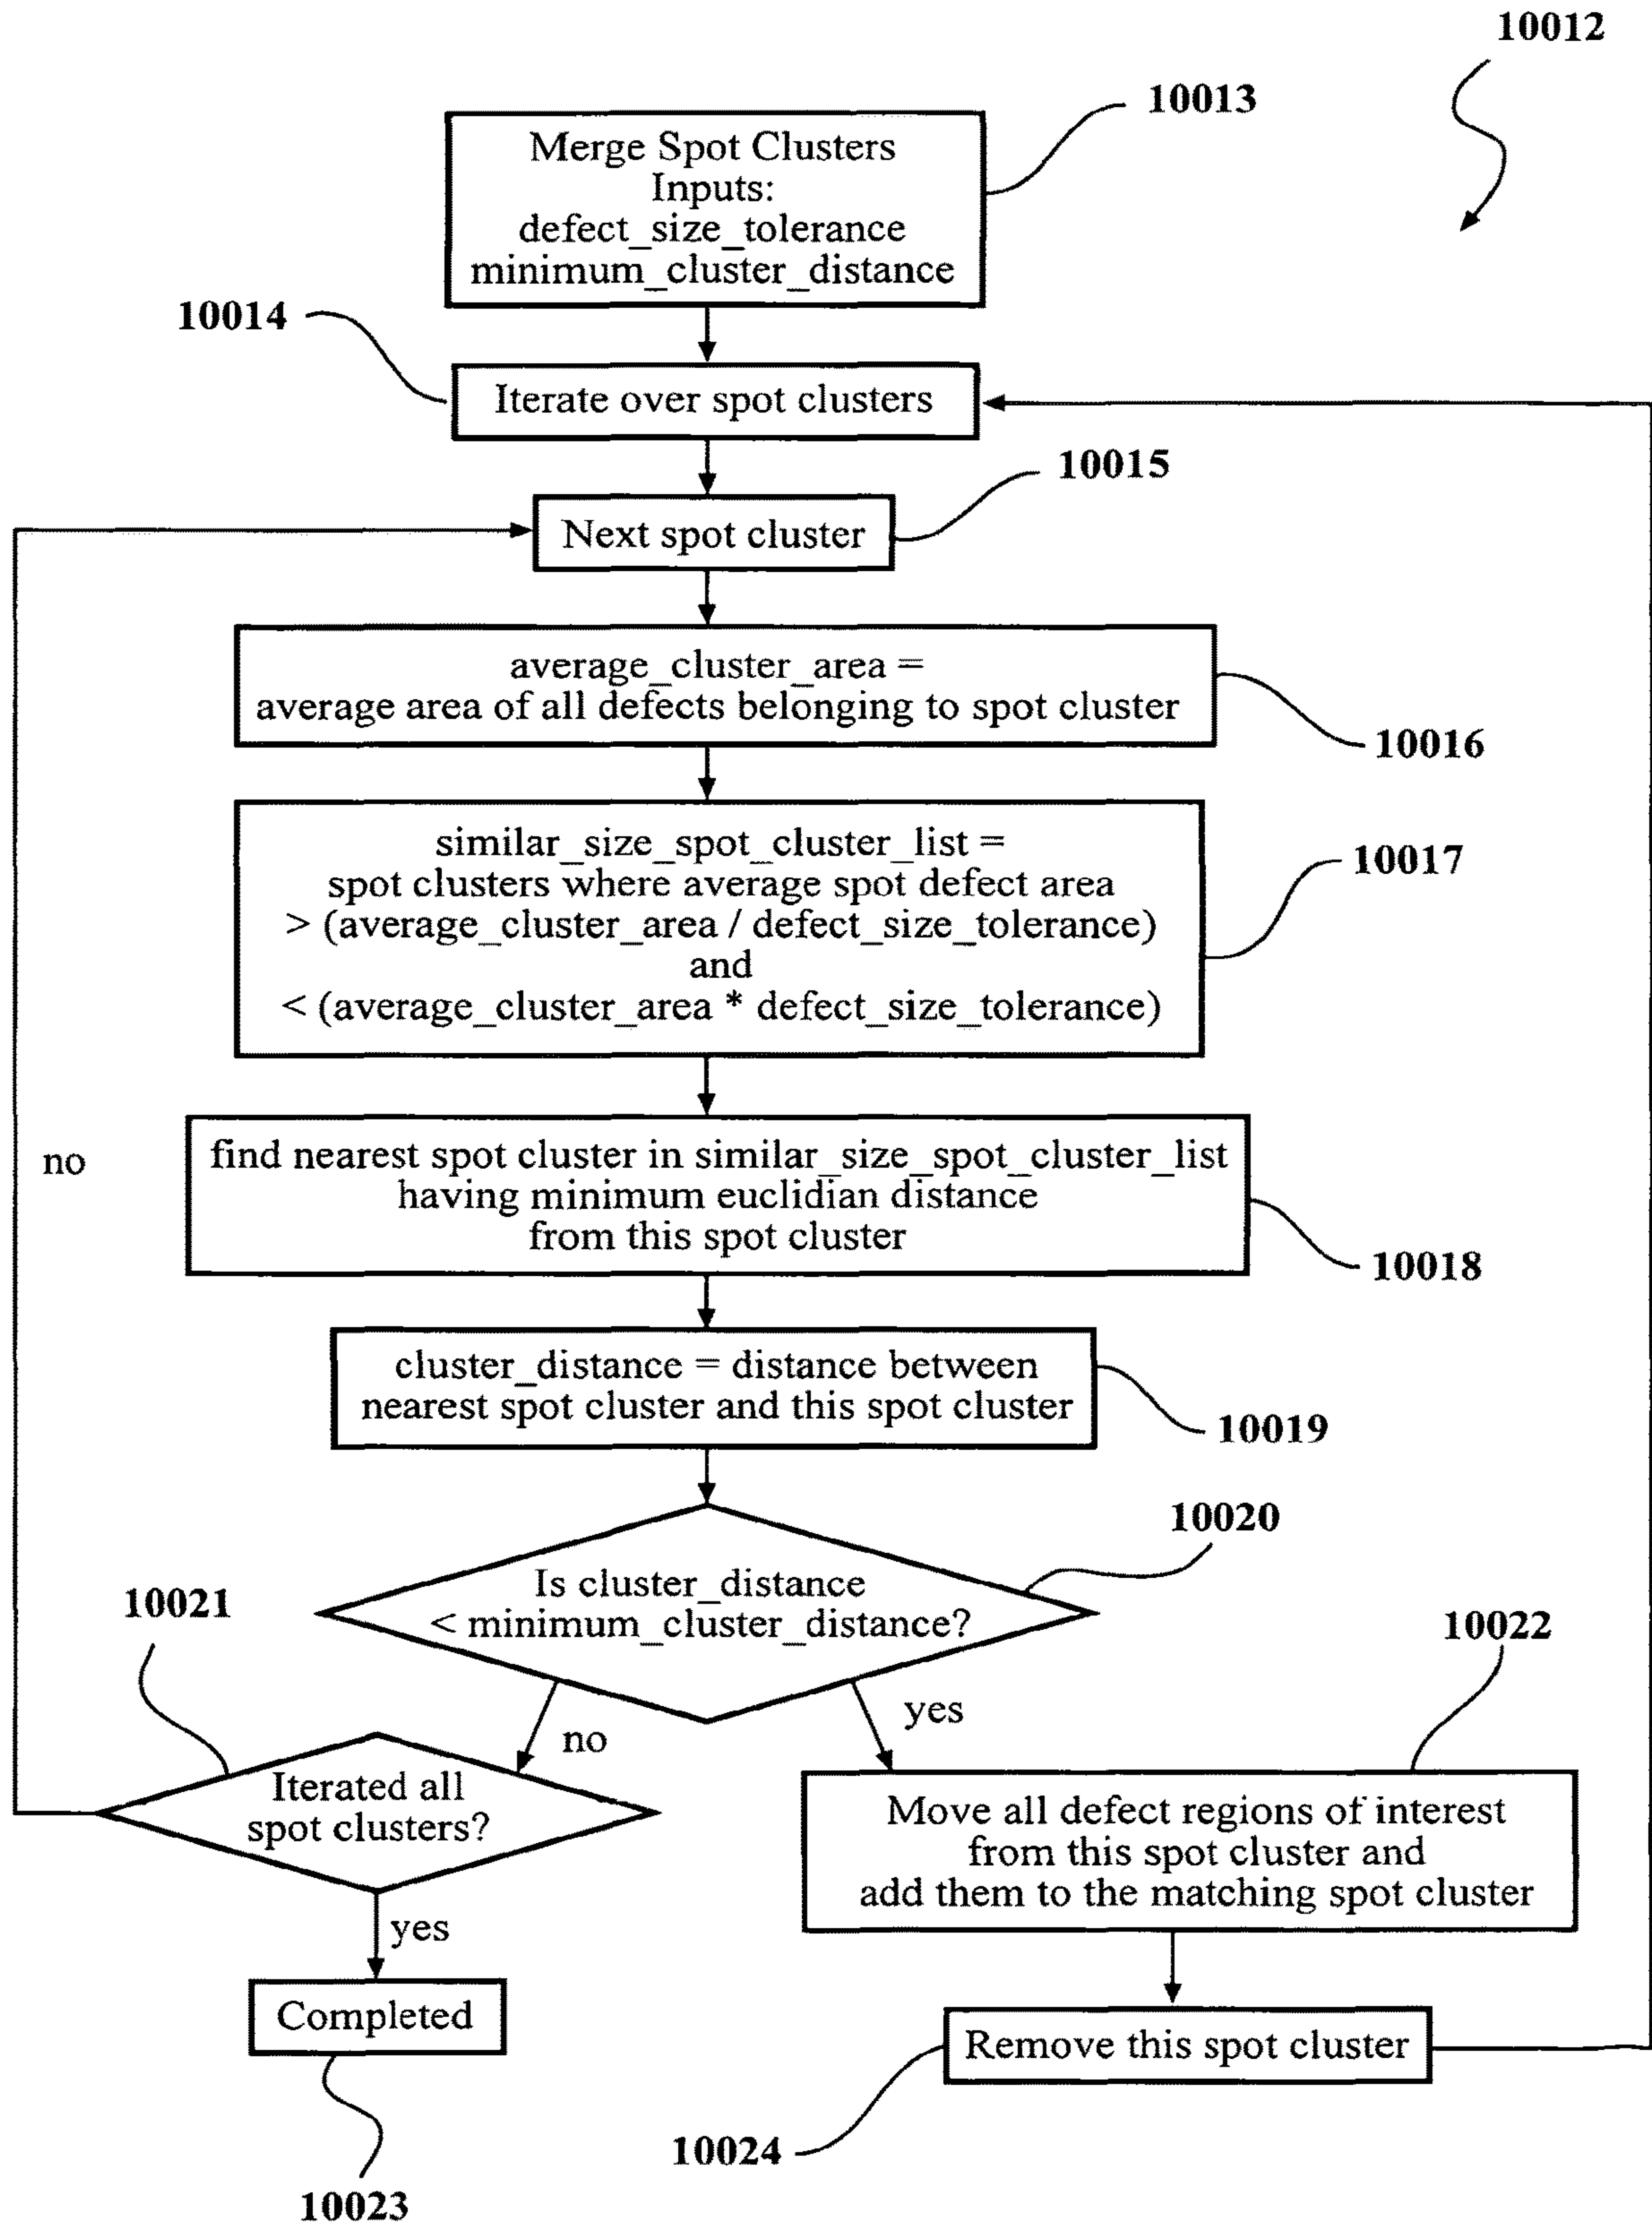 10012
10013
Merge Spot Clusters
Inputs:
defect_size_tolerance
minimum_cluster_distance
10014
Iterate over spot clusters
10015
Next spot cluster
average_cluster_area =
average area of all defects belonging to spot cluster
10016
similar_size_spot_cluster_list =
spot clusters where average spot defect area
> (average_cluster_area / defect_size_tolerance)
and
< (average_cluster_area * defect_size_tolerance)
10017
no
find nearest spot cluster in similar_size_spot_cluster_list
having minimum euclidian distance
from this spot cluster
10018
cluster_distance = distance between
nearest spot cluster and this spot cluster
10019
10020
Is cluster_distance
< minimum_cluster_distance?
10021
10022
yes
no
Iterated all
spot clusters?
Move all defect regions of interest
from this spot cluster and
add them to the matching spot cluster
yes
Completed
Remove this spot cluster
10024
10023